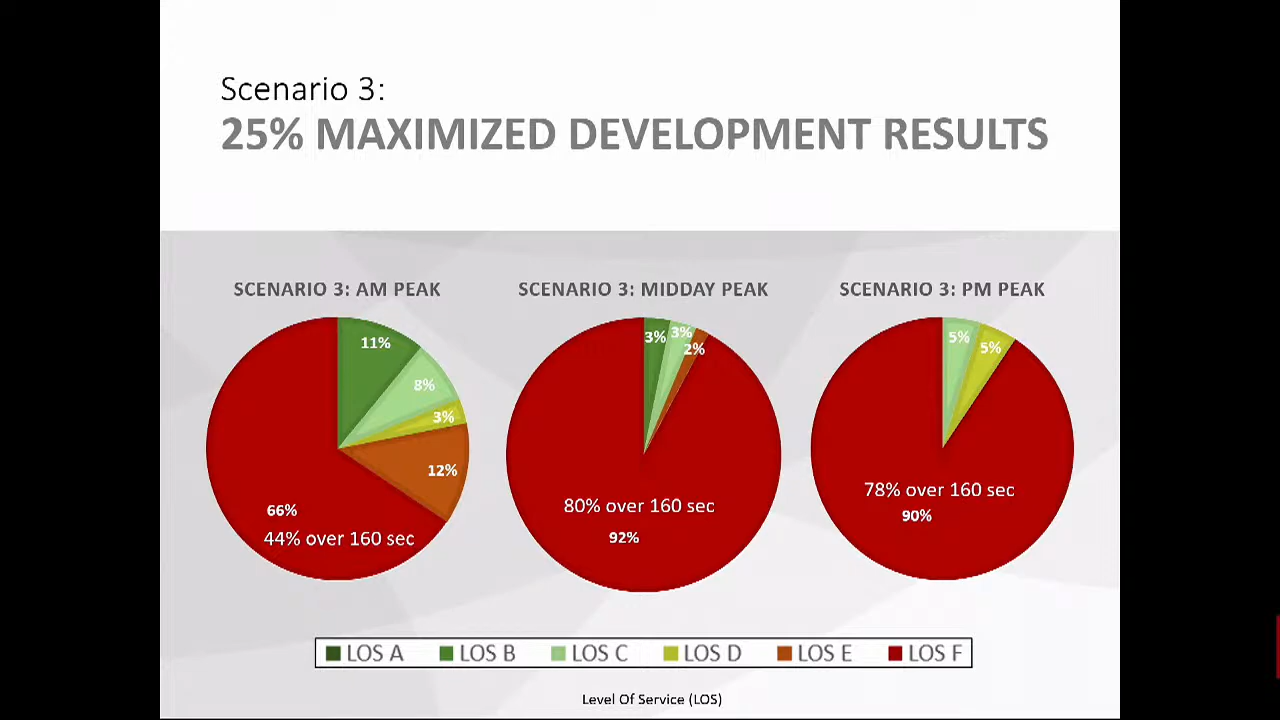 Scenario 3:
25% MAXIMIZED DEVELOPMENT RESULTS
SCENARIO 3: AM PEAK
11%
8%
3%
12%
66%
44% over 160 sec
SCENARIO 3: MIDDAY PEAK
3%
3%
2%
80% over 160 sec
92%
SCENARIO 3: PM PEAK
5%
5%
78% over 160 sec
90%
LOS A LOS B LOS C LOS D LOS E LOS F
Level Of Service (LOS)